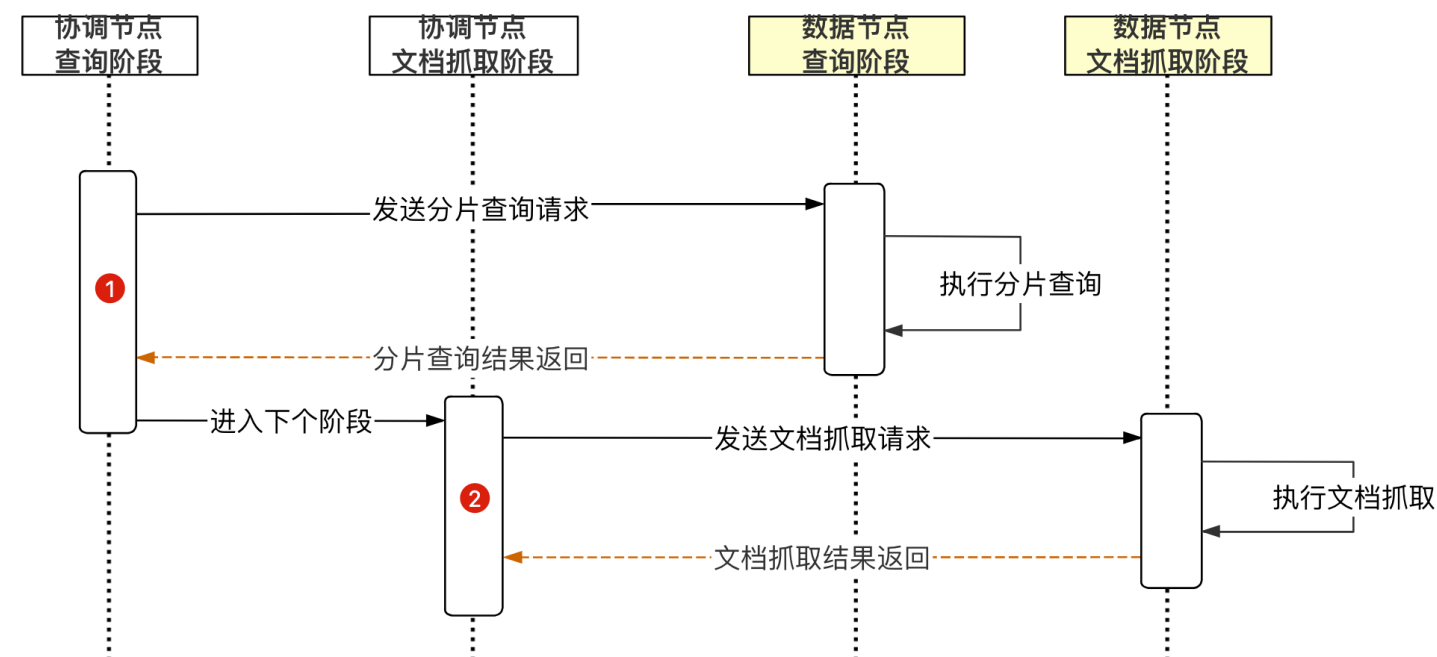 协调节点
查询阶段
协调节点
文档抓取阶段
数据节点
查询阶段
数据节点
文档抓取阶段
发送分片查询请求
执行分片查询
1
分片查询结果返回
进入下个阶段
发送文档抓取请求
2
执行文档抓取
文档抓取结果返回